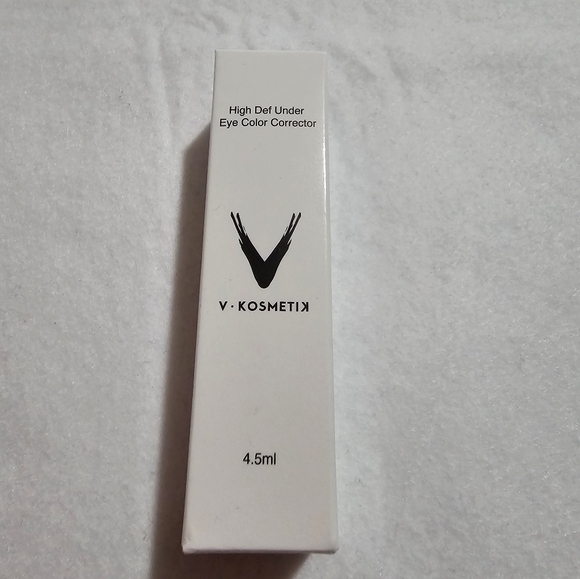 High Def Under
Eye Color Corrector
V
V·KOSMETIK
4.5ml